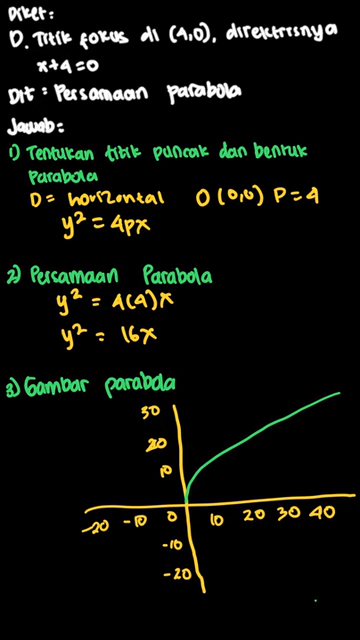 Diket:
D. Titik fokus di (4,0), direktrisnya
x+4=0
Dit : Persamaan parabola
Jawab:
1) Tentukan titik puncak dan bentuk
Parabola
D = horizontal O (0,0) P = 4
y² = 4px
2) Persamaan Parabola
y² = 4(4)x
y² = 16x
3) Gambar parabola
30
20
10
-20 -10 0 10 20 30 40
-10
-20